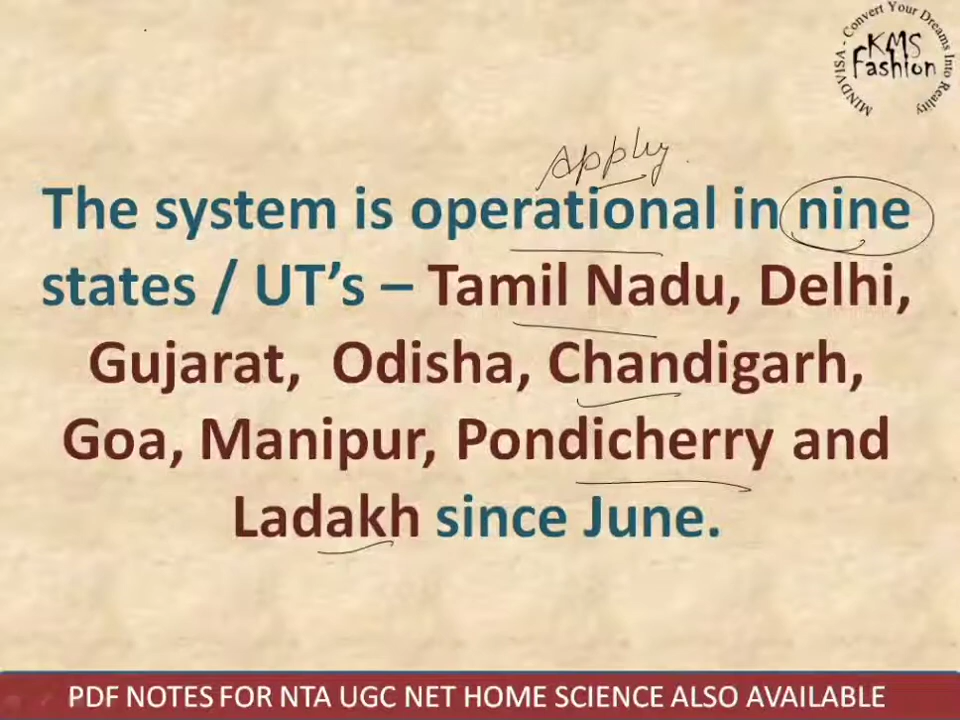 MINDVISA - Convert Your Dreams Into Reality
KMS
Fashion
Apply
The system is operational in nine
states / UT's – Tamil Nadu, Delhi,
Gujarat, Odisha, Chandigarh,
Goa, Manipur, Pondicherry and
Ladakh since June.
PDF NOTES FOR NTA UGC NET HOME SCIENCE ALSO AVAILABLE